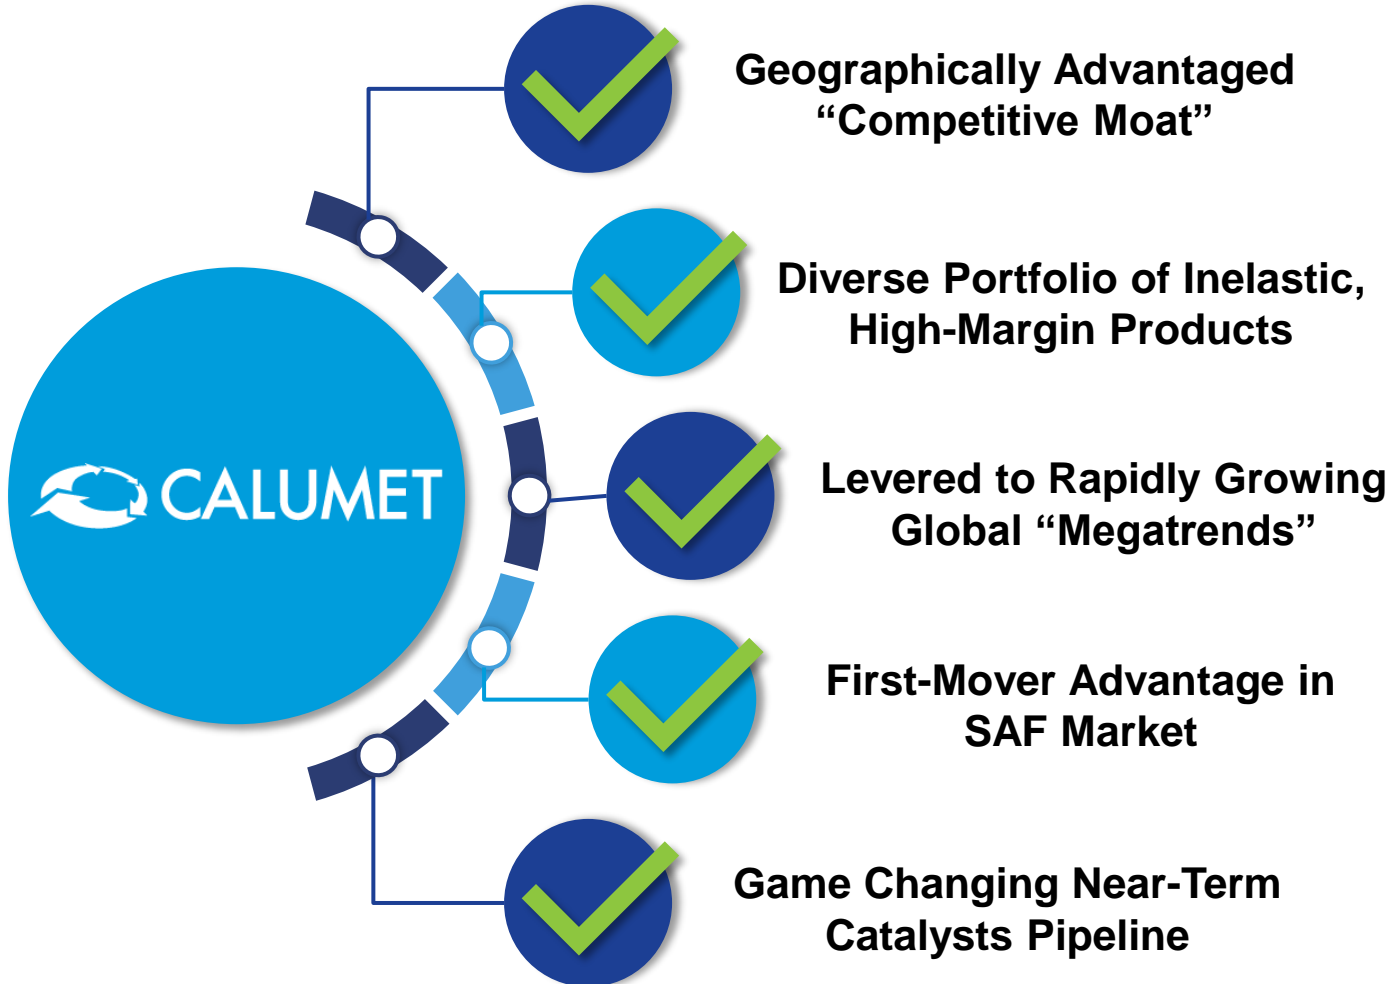 Geographically Advantaged
“Competitive Moat”
Diverse Portfolio of Inelastic,
High-Margin Products
CALUMET
Levered to Rapidly Growing
Global “Megatrends”
First-Mover Advantage in
SAF Market
Game Changing Near-Term
Catalysts Pipeline